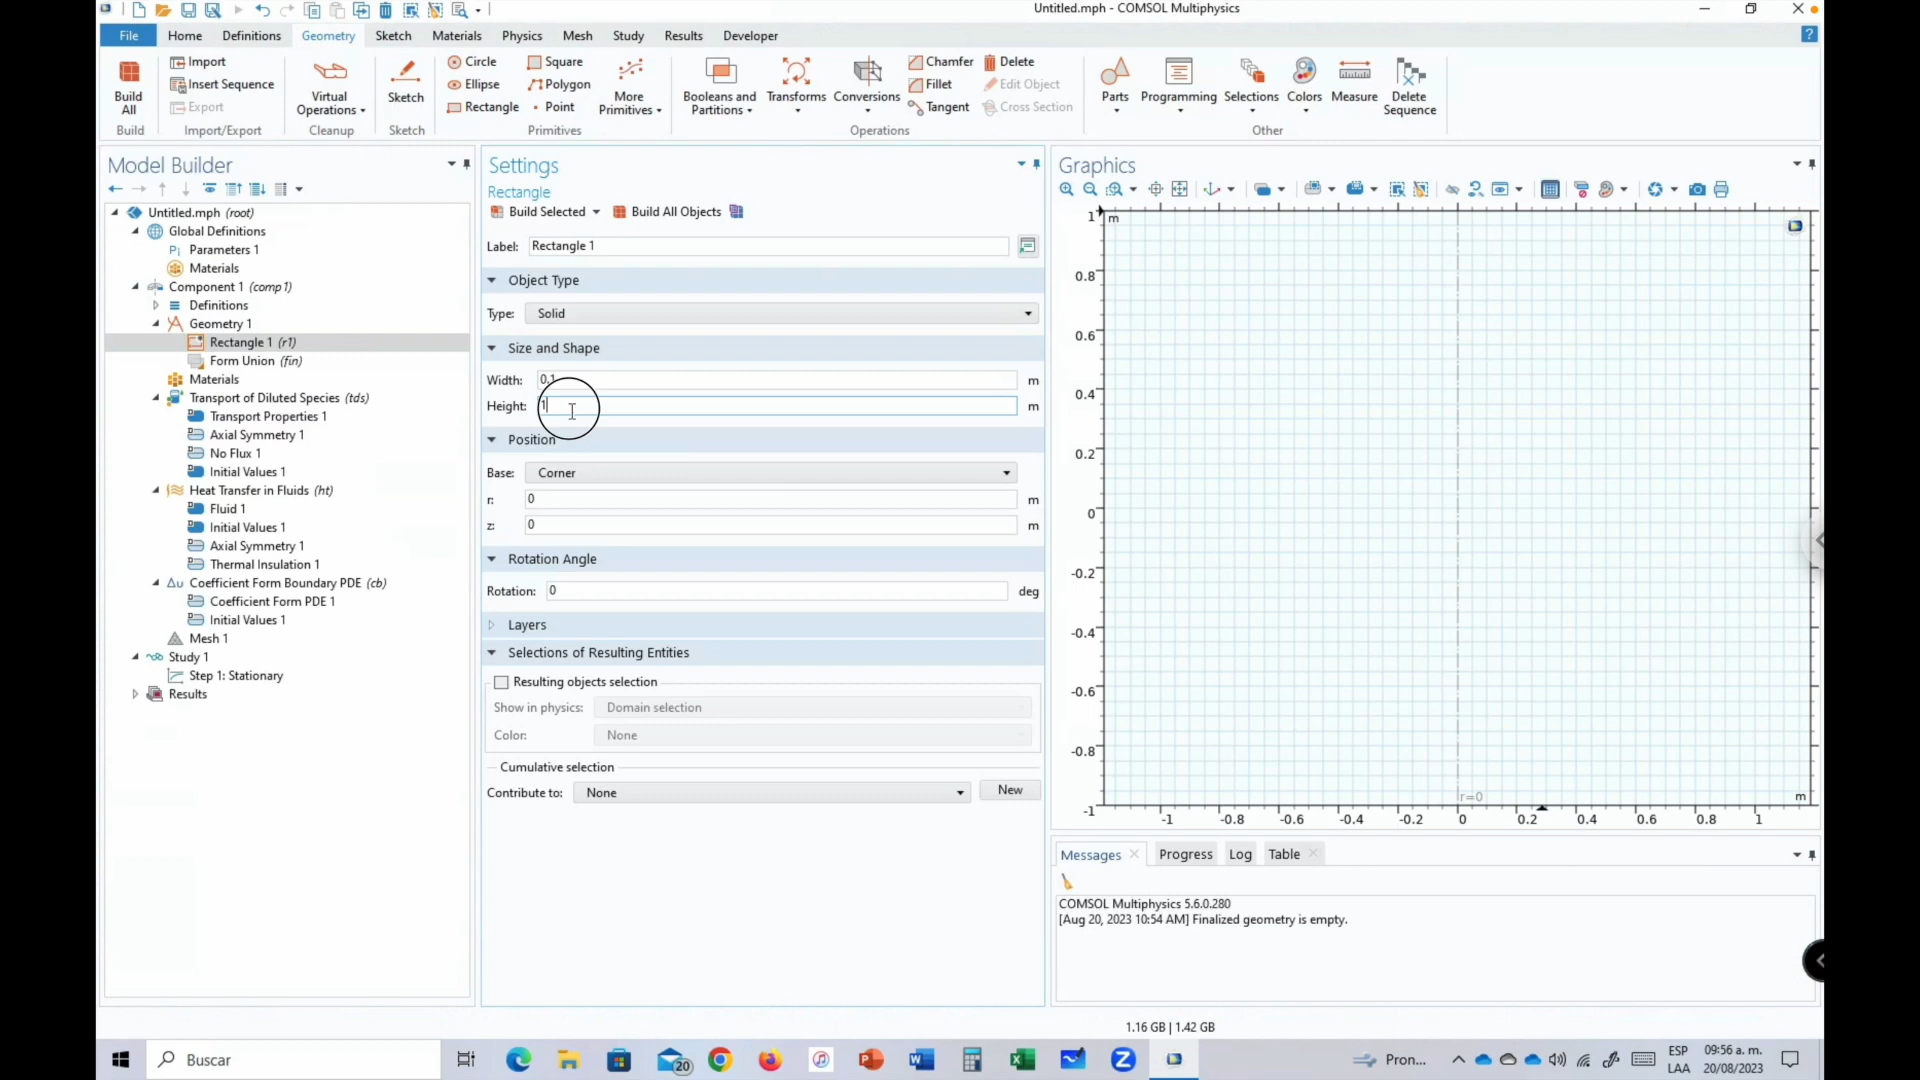 Untitled.mph - COMSOL Multiphysics
File Home Definitions Geometry Sketch Materials Physics Mesh Study Results Developer
Build All
Build
Import
Insert Sequence
Export
Import/Export
Virtual Operations
Cleanup
Sketch
Sketch
Circle
Ellipse
Rectangle
Square
Polygon
Point
More Primitives
Primitives
Booleans and Partitions
Transforms
Conversions
Chamfer
Fillet
Tangent
Delete
Edit Object
Cross Section
Operations
Parts
Programming
Selections
Colors
Measure
Delete Sequence
Other
Model Builder
Untitled.mph (root)
Global Definitions
Pi Parameters 1
Materials
Component 1 (comp1)
Definitions
Geometry 1
Rectangle 1 (r1)
Form Union (fin)
Materials
Transport of Diluted Species (tds)
Transport Properties 1
Axial Symmetry 1
No Flux 1
Initial Values 1
Heat Transfer in Fluids (ht)
Fluid 1
Initial Values 1
Axial Symmetry 1
Thermal Insulation 1
Δu Coefficient Form Boundary PDE (cb)
Coefficient Form PDE 1
Initial Values 1
Mesh 1
Study 1
Step 1: Stationary
Results
Settings
Rectangle
Build Selected Build All Objects
Label: Rectangle 1
Object Type
Type: Solid
Size and Shape
Width: 0.1 m
Height: 1 m
Position
Base: Corner
r: 0 m
z: 0 m
Rotation Angle
Rotation: 0 deg
Layers
Selections of Resulting Entities
Resulting objects selection
Show in physics: Domain selection
Color: None
Cumulative selection
Contribute to: None New
Graphics
1 m
0.8
0.6
0.4
0.2
0
-0.2
-0.4
-0.6
-0.8
-1
r=0 m
-1 -0.8 -0.6 -0.4 -0.2 0 0.2 0.4 0.6 0.8 1
Messages Progress Log Table
COMSOL Multiphysics 5.6.0.280
[Aug 20, 2023 10:54 AM] Finalized geometry is empty.
1.16 GB | 1.42 GB
Buscar
20
Pron...
ESP
LAA
09:56 a. m.
20/08/2023